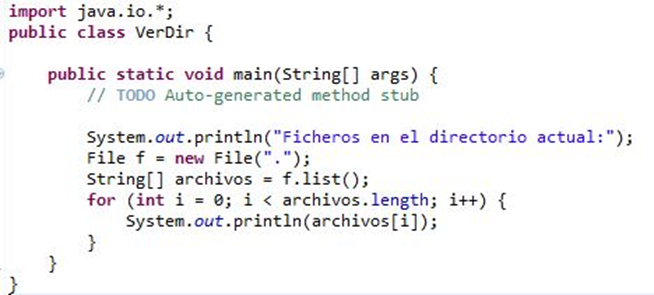 import java.io.*;
public class VerDir {
public static void main(String[] args) {
// TODO Auto-generated method stub
System.out.println("Ficheros en el directorio actual:");
File f = new File(".");
String[] archivos = f.list();
for (int i = 0; i < archivos.length; i++) {
System.out.println(archivos[i]);
}
}
}